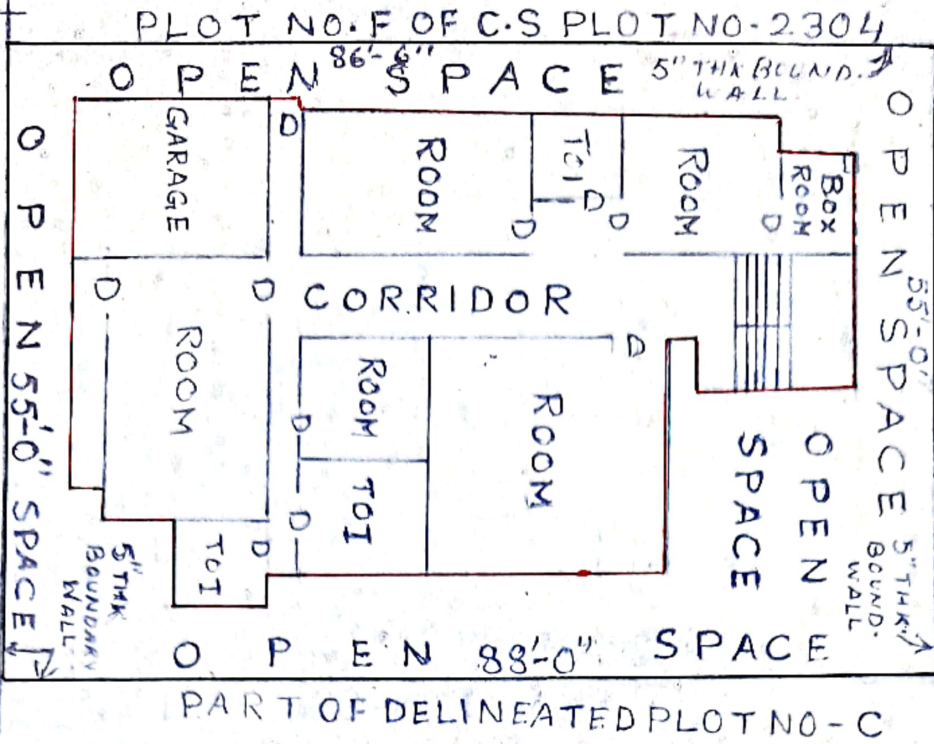 PLOT NO. F OF C.S PLOT NO-2304
86'-6"
OPEN SPACE
5" THK BOUND.
WALL
OPEN 55'-0" SPACE
GARAGE
D
ROOM
TOI
D
D
D
ROOM
D
BOX
ROOM
OPEN SPACE
55'-0"
D
D
CORRIDOR
ROOM
ROOM
D
D
ROOM
TOI
D
TOI
D
OPEN
SPACE
5" THK
BOUNDARY
WALL
5" THK
BOUND.
WALL
OPEN 88'-0" SPACE
PART OF DELINEATED PLOT NO-C